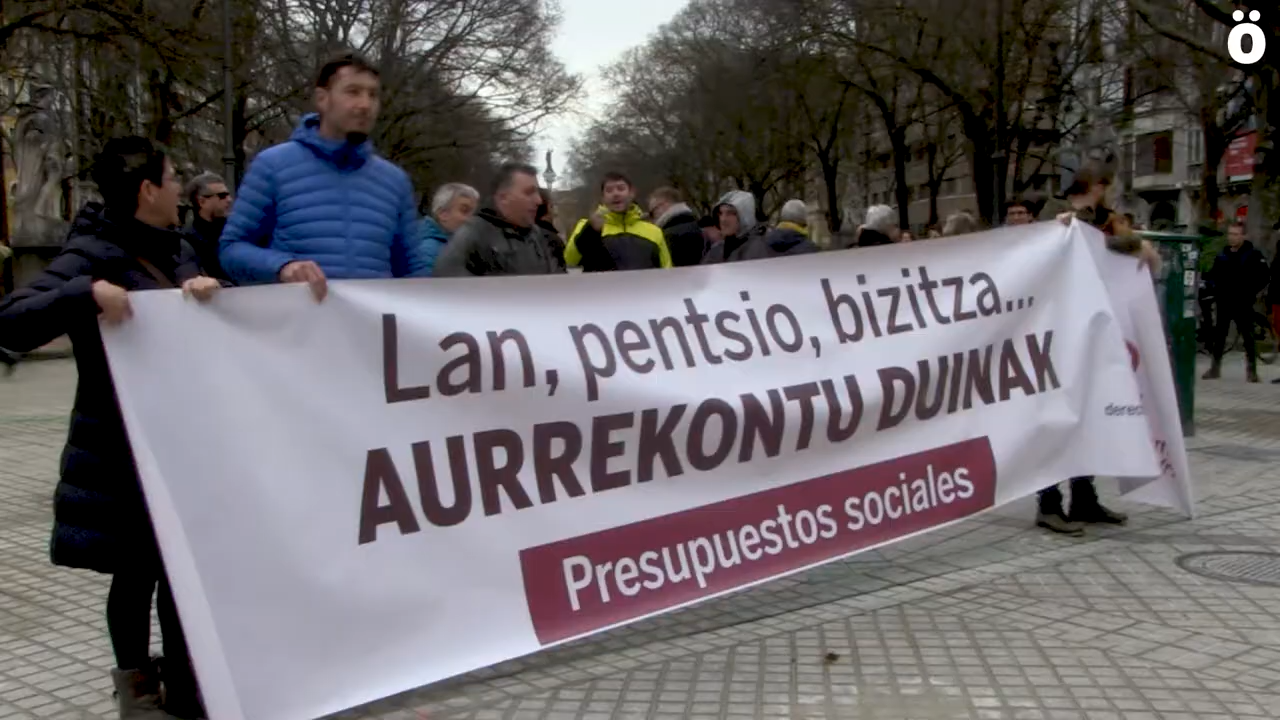 ö
Lan, pentsio, bizitza...
AURREKONTU DUINAK
Presupuestos sociales